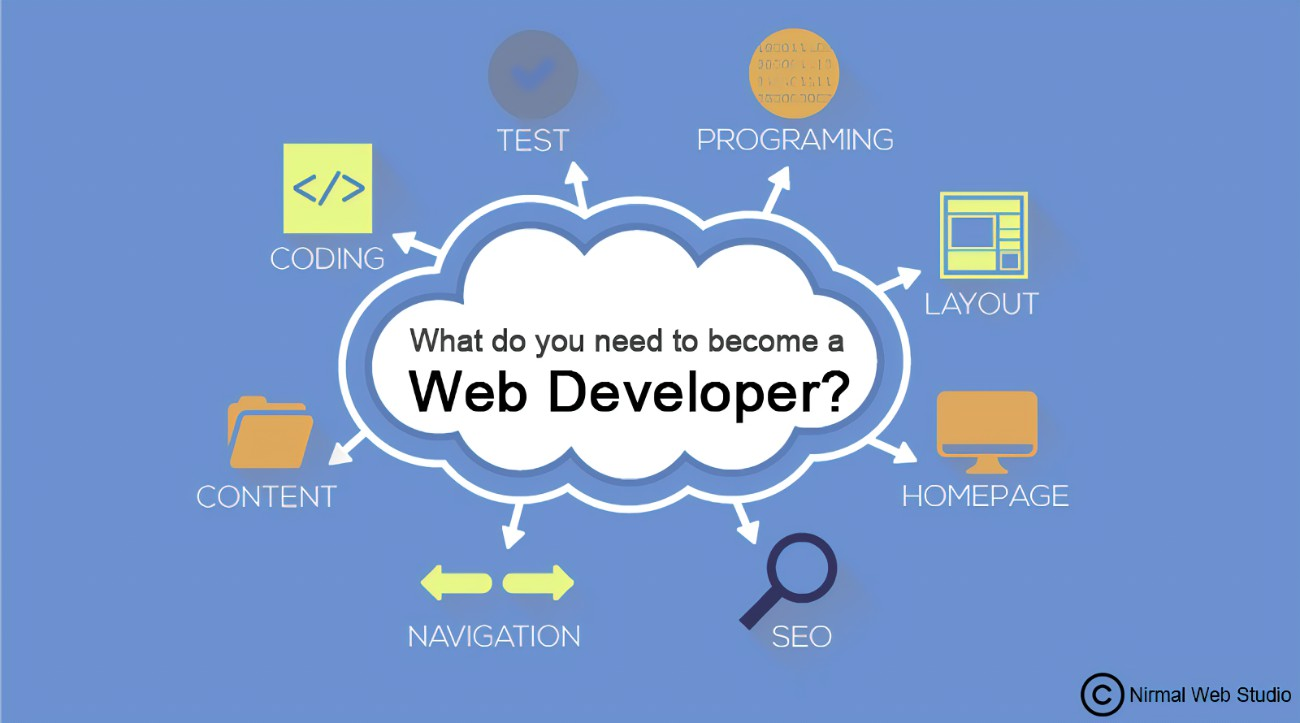 TEST
PROGRAMING
</>
CODING
LAYOUT
What do you need to become a
Web Developer?
CONTENT
HOMEPAGE
NAVIGATION
SEO
© Nirmal Web Studio